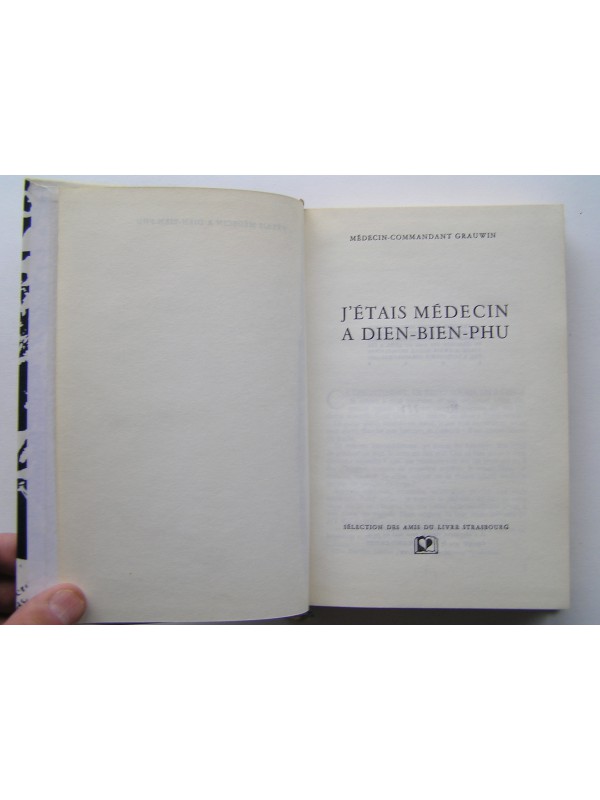 MÉDECIN-COMMANDANT GRAUWIN
J'ÉTAIS MÉDECIN
A DIEN-BIEN-PHU
SÉLECTION DES AMIS DU LIVRE STRASBOURG